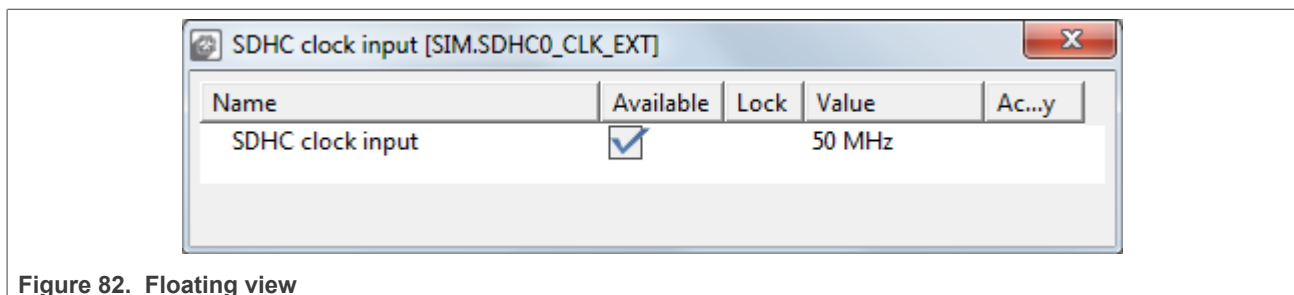 SDHC clock input [SIM.SDHC0_CLK_EXT]
Name Available Lock Value Ac...y
SDHC clock input 50 MHz
Figure 82. Floating view